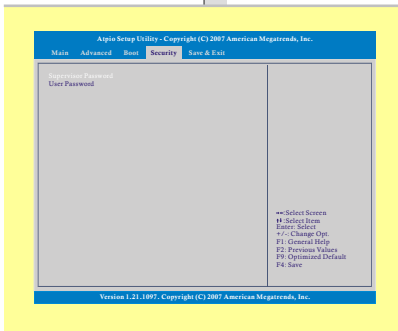 Atpio Setup Utility - Copyright (C) 2007 American Megatrends, Inc.
Main Advanced Boot Security Save & Exit
Supervisor Password
User Password
→←:Select Screen
↑↓:Select Item
Enter: Select
+/-: Change Opt.
F1: General Help
F2: Previous Values
F9: Optimized Default
F4: Save
Version 1.21.1097. Copyright (C) 2007 American Megatrends, Inc.